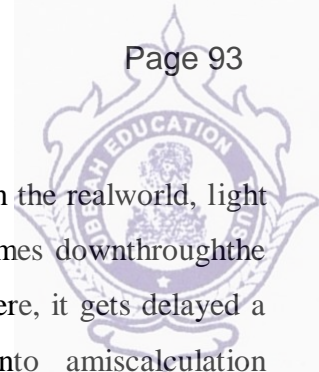 Page 93
EDUCATION
the realworld, light
mes downthroughthe
ere, it gets delayed a
nto amiscalculation